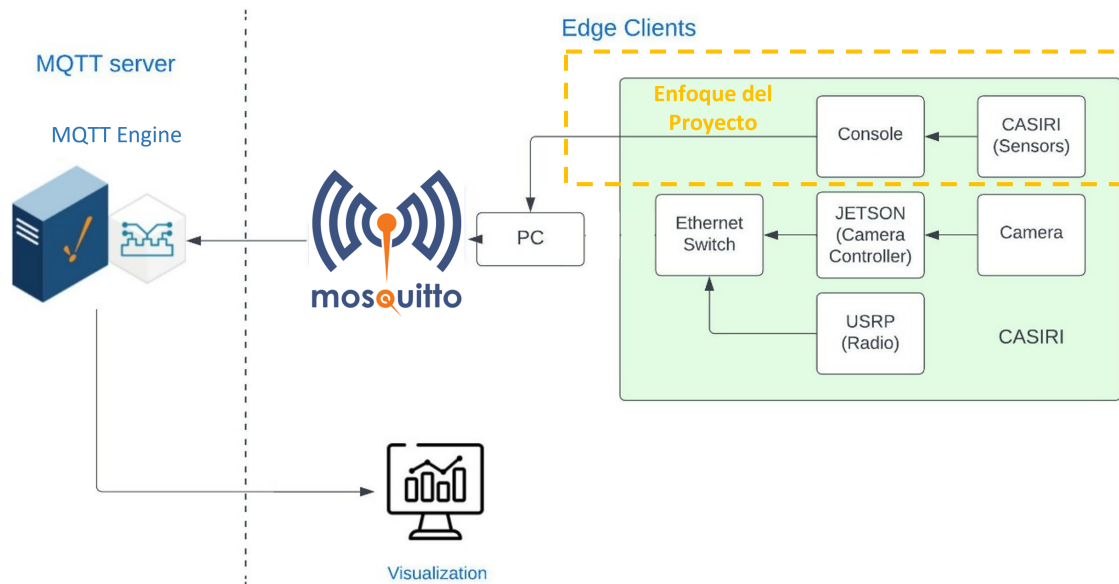 Edge Clients
MQTT server
MQTT Engine
Enfoque del
Proyecto
Console
CASIRI
(Sensors)
mosquitto
PC
Ethernet
Switch
JETSON
(Camera
Controller)
Camera
USRP
(Radio)
CASIRI
Visualization